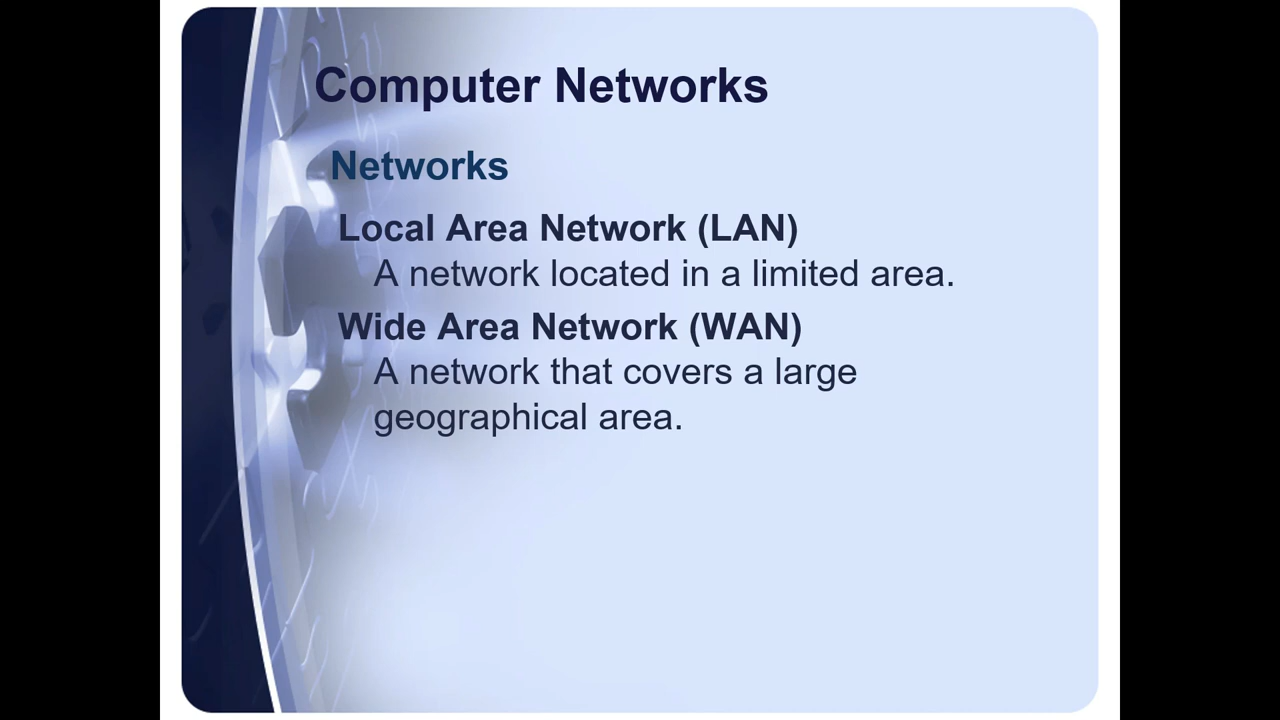 Computer Networks
Networks
Local Area Network (LAN)
A network located in a limited area.
Wide Area Network (WAN)
A network that covers a large
geographical area.